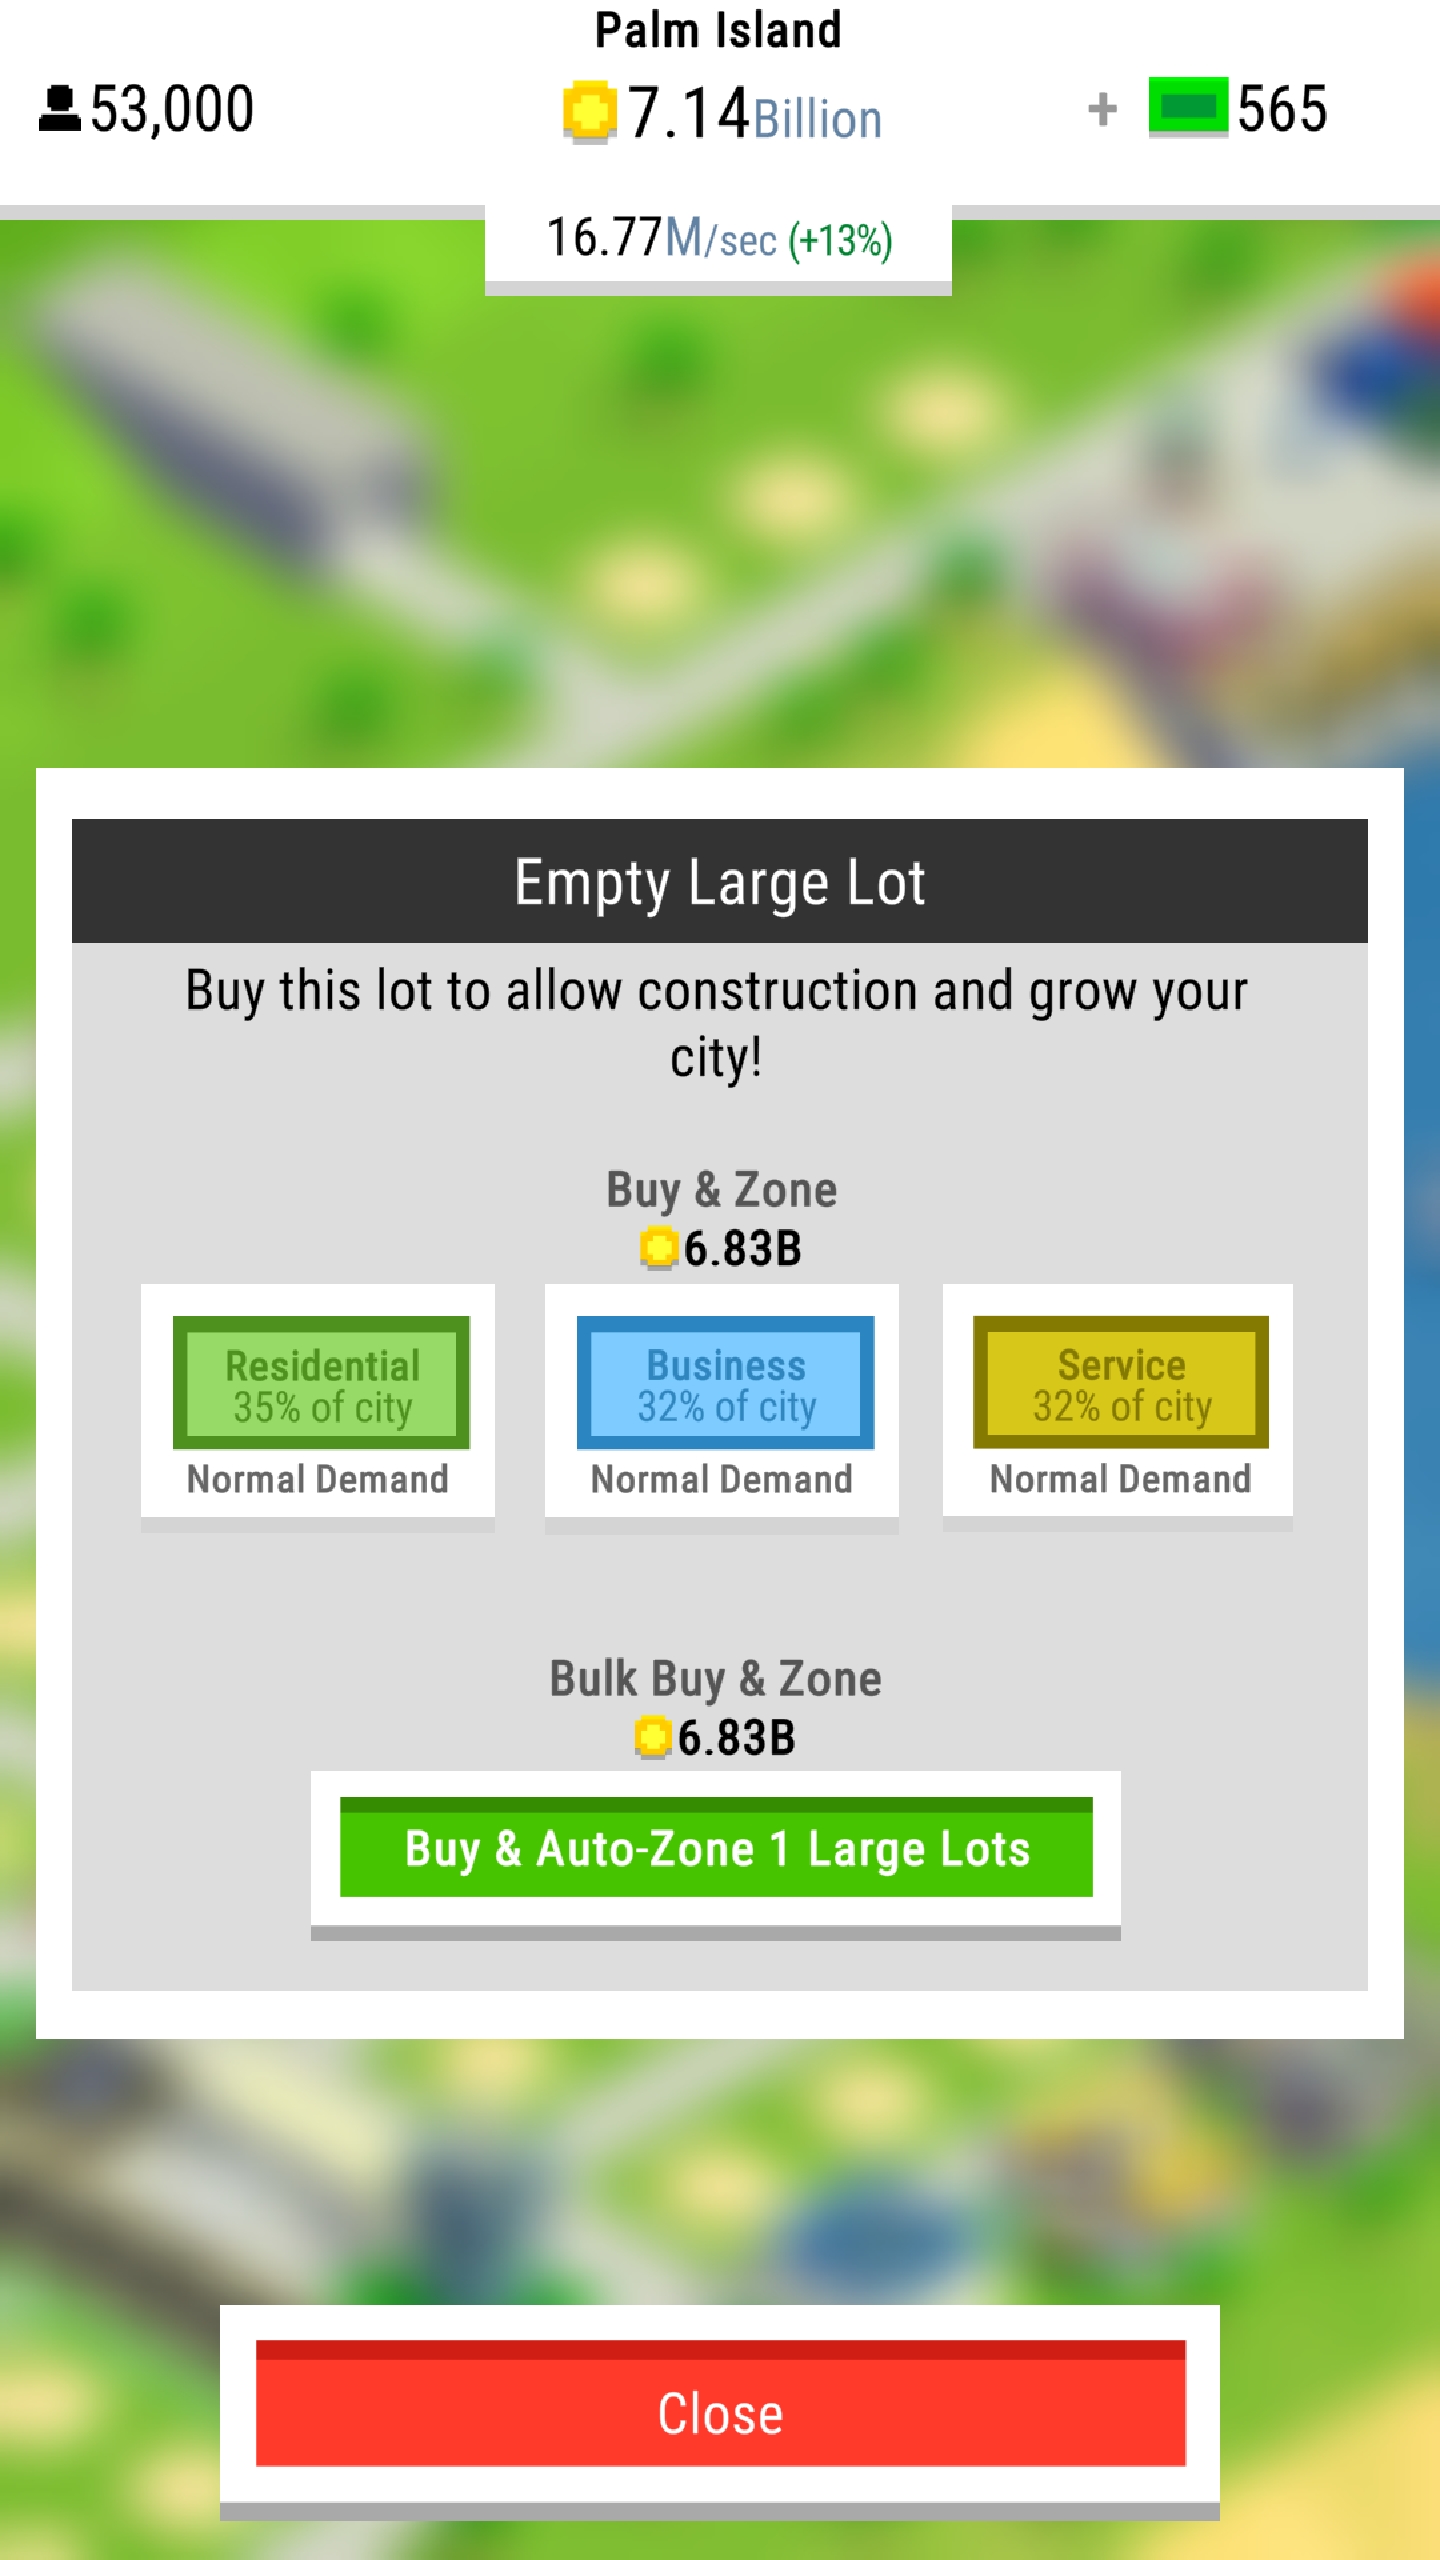 Palm Island
53,000
7.14Billion
+ 565
16.77M/sec (+13%)
Empty Large Lot
Buy this lot to allow construction and grow your
city!
Buy & Zone
6.83B
Residential
35% of city
Normal Demand
Business
32% of city
Normal Demand
Service
32% of city
Normal Demand
Bulk Buy & Zone
6.83B
Buy & Auto-Zone 1 Large Lots
Close